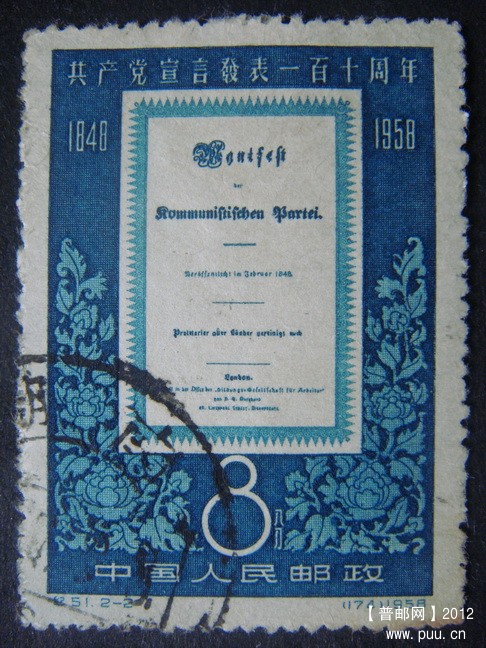 共产党宣言發表一百十周年
1848 1958
Manifest
der
Kommunistischen Partei.
Veröffentlicht im Februar 1848.
Proletarier aller Länder vereinigt euch
London.
8
八分
中国人民邮政
2-2
(174) 1958
【普邮网】2012
www.puu.cn